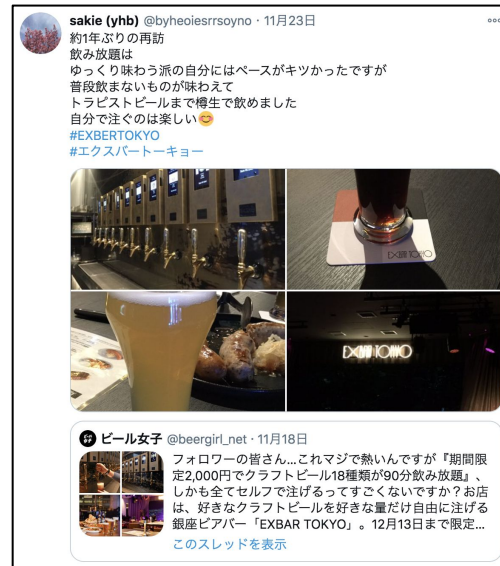 sakie (yhb) @byheoiesrrsoyno · 11月23日
約1年ぶりの再訪
飲み放題は
ゆっくり味わう派の自分にはペースがキツかったですが
普段飲まないものが味わえて
トラピストビールまで樽生で飲めました
自分で注ぐのは楽しい😊
#EXBERTOKYO
#エクスバートーキョー
EXBAR TOKYO
EXBAR TOKYO
ビール女子 @beergirl_net · 11月18日
フォロワーの皆さん...これマジで熱いんですが『期間限
定2,000円でクラフトビール18種類が90分飲み放題』、
しかも全てセルフで注げるってすごくないですか？お店
は、好きなクラフトビールを好きな量だけ自由に注げる
銀座ビアバー「EXBAR TOKYO」。12月13日まで限定...
このスレッドを表示